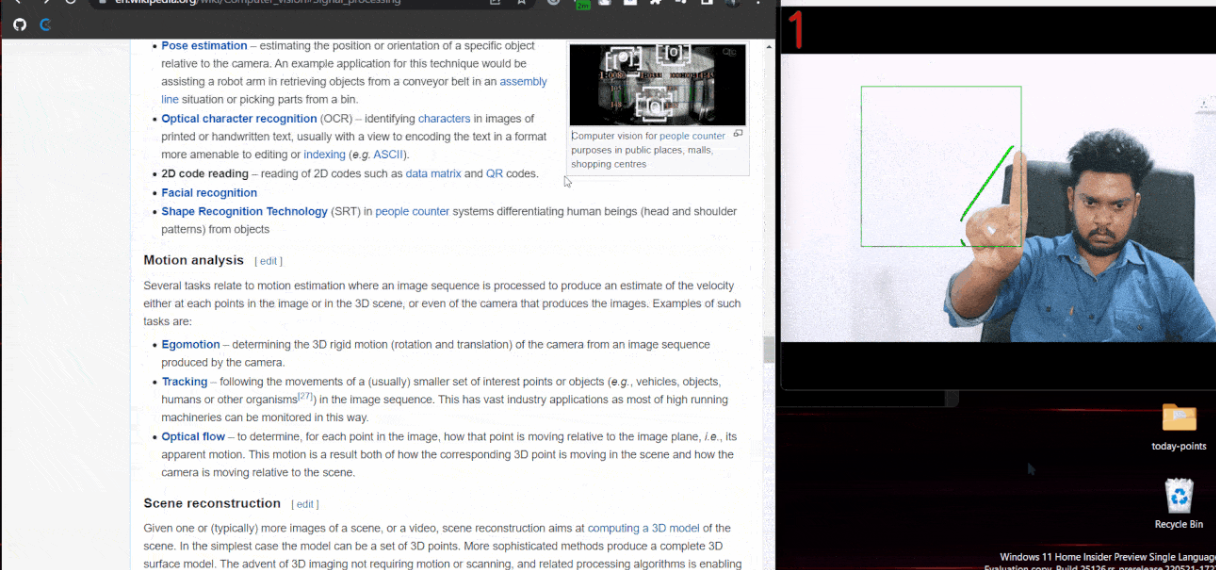 en.wikipedia.org/wiki/Computer_vision#Signal_processing
Pose estimation – estimating the position or orientation of a specific object
relative to the camera. An example application for this technique would be
assisting a robot arm in retrieving objects from a conveyor belt in an assembly
line situation or picking parts from a bin.
Optical character recognition (OCR) – identifying characters in images of
printed or handwritten text, usually with a view to encoding the text in a format
more amenable to editing or indexing (e.g. ASCII).
2D code reading – reading of 2D codes such as data matrix and QR codes.
Facial recognition
Shape Recognition Technology (SRT) in people counter systems differentiating human beings (head and shoulder
patterns) from objects
Computer vision for people counter
purposes in public places, malls,
shopping centres
Motion analysis [ edit ]
Several tasks relate to motion estimation where an image sequence is processed to produce an estimate of the velocity
either at each points in the image or in the 3D scene, or even of the camera that produces the images. Examples of such
tasks are:
Egomotion – determining the 3D rigid motion (rotation and translation) of the camera from an image sequence
produced by the camera.
Tracking – following the movements of a (usually) smaller set of interest points or objects (e.g., vehicles, objects,
humans or other organisms[27]) in the image sequence. This has vast industry applications as most of high running
machineries can be monitored in this way.
Optical flow – to determine, for each point in the image, how that point is moving relative to the image plane, i.e., its
apparent motion. This motion is a result both of how the corresponding 3D point is moving in the scene and how the
camera is moving relative to the scene.
Scene reconstruction [ edit ]
Given one or (typically) more images of a scene, or a video, scene reconstruction aims at computing a 3D model of the
scene. In the simplest case the model can be a set of 3D points. More sophisticated methods produce a complete 3D
surface model. The advent of 3D imaging not requiring motion or scanning, and related processing algorithms is enabling
1
today-points
Recycle Bin
Windows 11 Home Insider Preview Single Language
Evaluation copy. Build 25126.rs_prerelease.220521-172